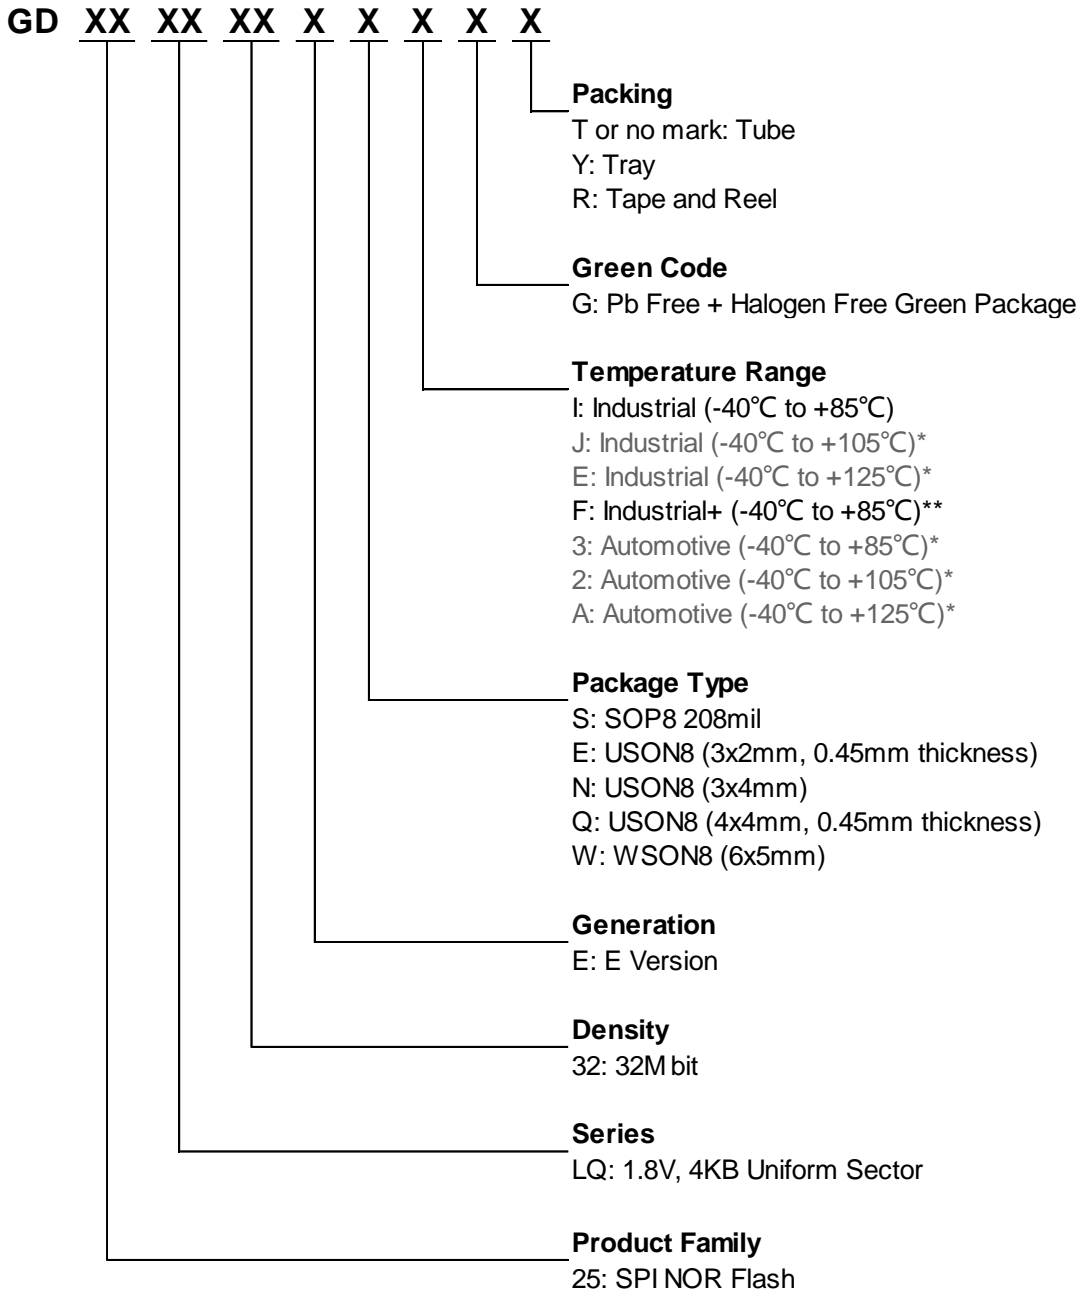 GD XX XX XX X X X X X
Packing
T or no mark: Tube
Y: Tray
R: Tape and Reel
Green Code
G: Pb Free + Halogen Free Green Package
Temperature Range
I: Industrial (-40℃ to +85℃)
J: Industrial (-40℃ to +105℃)*
E: Industrial (-40℃ to +125℃)*
F: Industrial+ (-40℃ to +85℃)**
3: Automotive (-40℃ to +85℃)*
2: Automotive (-40℃ to +105℃)*
A: Automotive (-40℃ to +125℃)*
Package Type
S: SOP8 208mil
E: USON8 (3x2mm, 0.45mm thickness)
N: USON8 (3x4mm)
Q: USON8 (4x4mm, 0.45mm thickness)
W: WSON8 (6x5mm)
Generation
E: E Version
Density
32: 32M bit
Series
LQ: 1.8V, 4KB Uniform Sector
Product Family
25: SPI NOR Flash